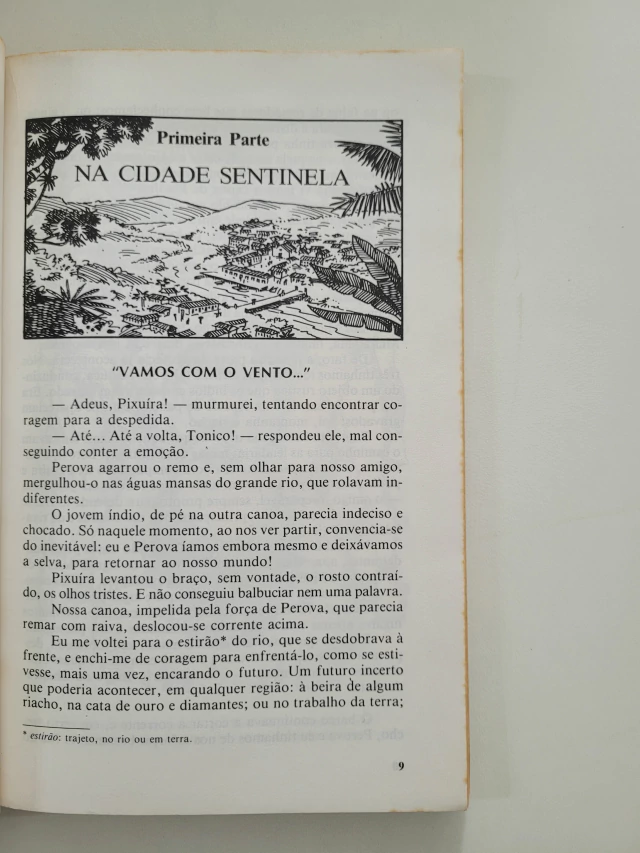 Primeira Parte
NA CIDADE SENTINELA
“VAMOS COM O VENTO...”
— Adeus, Pixuíra! — murmurei, tentando encontrar co-
ragem para a despedida.
— Até... Até a volta, Tonico! — respondeu ele, mal con-
seguindo conter a emoção.
Perova agarrou o remo e, sem olhar para nosso amigo,
mergulhou-o nas águas mansas do grande rio, que rolavam in-
diferentes.
O jovem índio, de pé na outra canoa, parecia indeciso e
chocado. Só naquele momento, ao nos ver partir, convencia-se
do inevitável: eu e Perova íamos embora mesmo e deixávamos
a selva, para retornar ao nosso mundo!
Pixuíra levantou o braço, sem vontade, o rosto contraí-
do, os olhos tristes. E não conseguiu balbuciar nem uma palavra.
Nossa canoa, impelida pela força de Perova, que parecia
remar com raiva, deslocou-se corrente acima.
Eu me voltei para o estirão* do rio, que se desdobrava à
frente, e enchi-me de coragem para enfrentá-lo, como se esti-
vesse, mais uma vez, encarando o futuro. Um futuro incerto
que poderia acontecer, em qualquer região: à beira de algum
riacho, na cata de ouro e diamantes; ou no trabalho da terra;
* estirão: trajeto, no rio ou em terra.
9